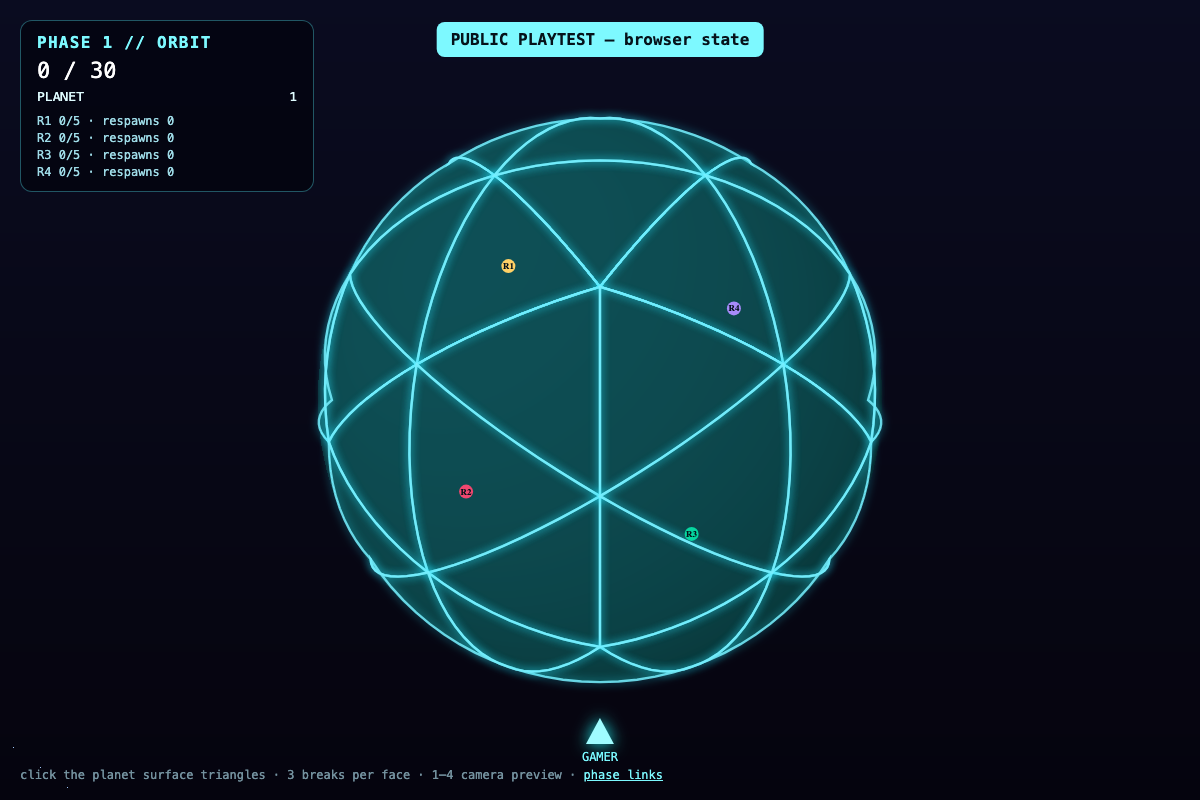 PHASE 1 // ORBIT
0 / 30
PLANET 1
R1 0/5 · respawns 0
R2 0/5 · respawns 0
R3 0/5 · respawns 0
R4 0/5 · respawns 0
PUBLIC PLAYTEST — browser state
R1
R4
R2
R3
GAMER
click the planet surface triangles · 3 breaks per face · 1–4 camera preview · phase links